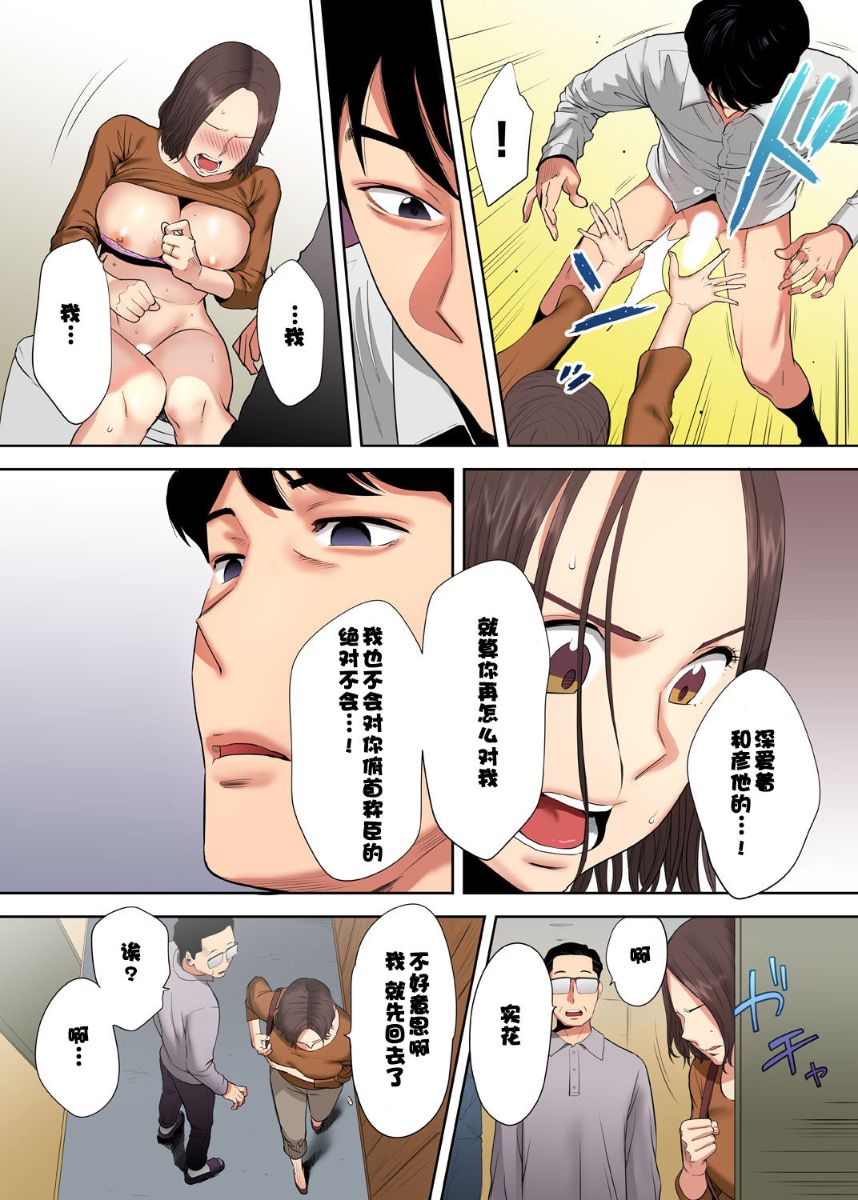 ドッ
！
…我
我…
深爱着
和彦他的…！
就算你再怎么对我
我也不会对你俯首称臣的
绝对不会…！
ガチャ
啊
实花
不好意思啊
我 就先回去了
诶？
啊…